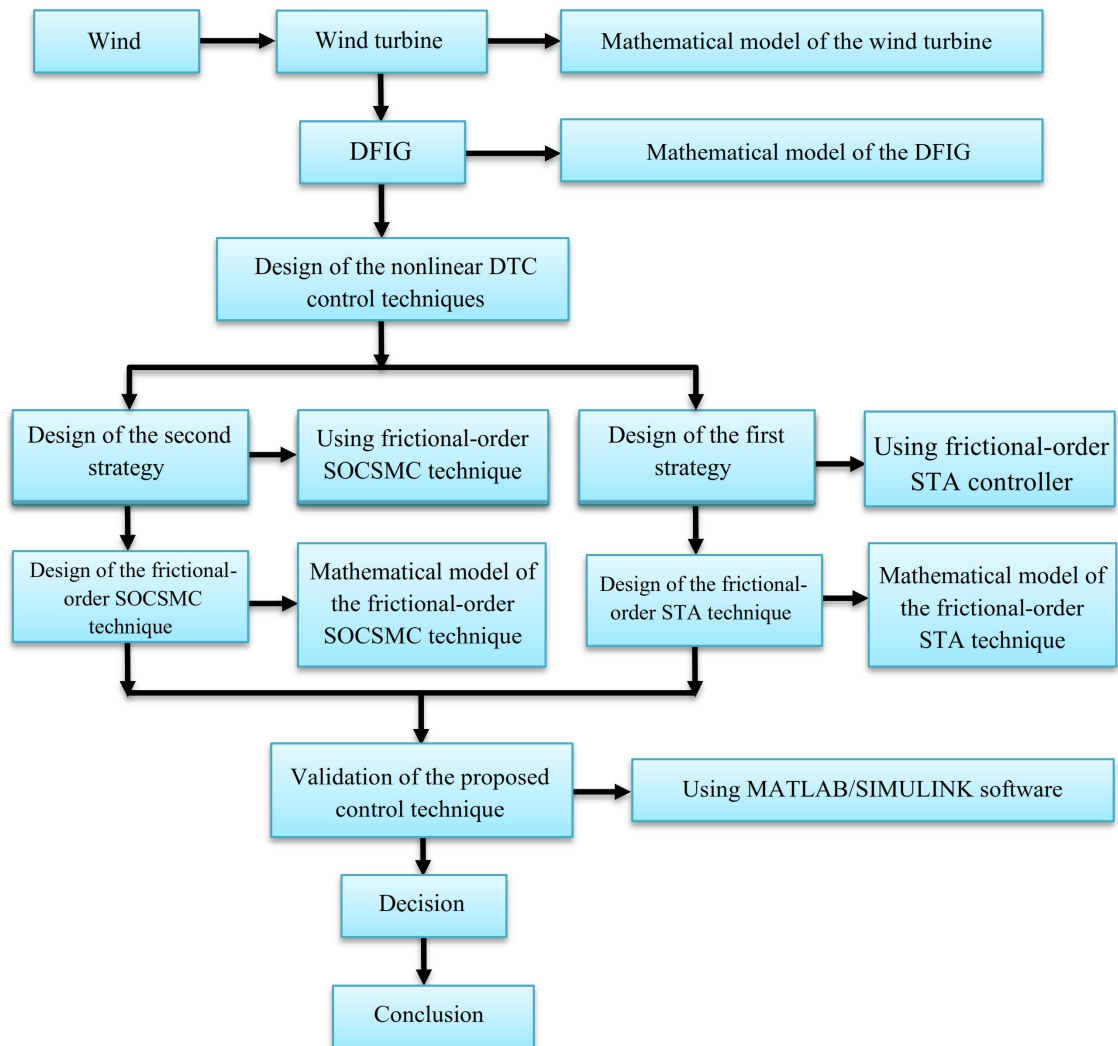 Wind
Wind turbine
Mathematical model of the wind turbine
DFIG
Mathematical model of the DFIG
Design of the nonlinear DTC
control techniques
Design of the second
strategy
Using frictional-order
SOCSMC technique
Design of the first
strategy
Using frictional-order
STA controller
Design of the frictional-
order SOCSMC
technique
Mathematical model of
the frictional-order
SOCSMC technique
Design of the frictional-
order STA technique
Mathematical model of
the frictional-order
STA technique
Validation of the proposed
control technique
Using MATLAB/SIMULINK software
Decision
Conclusion